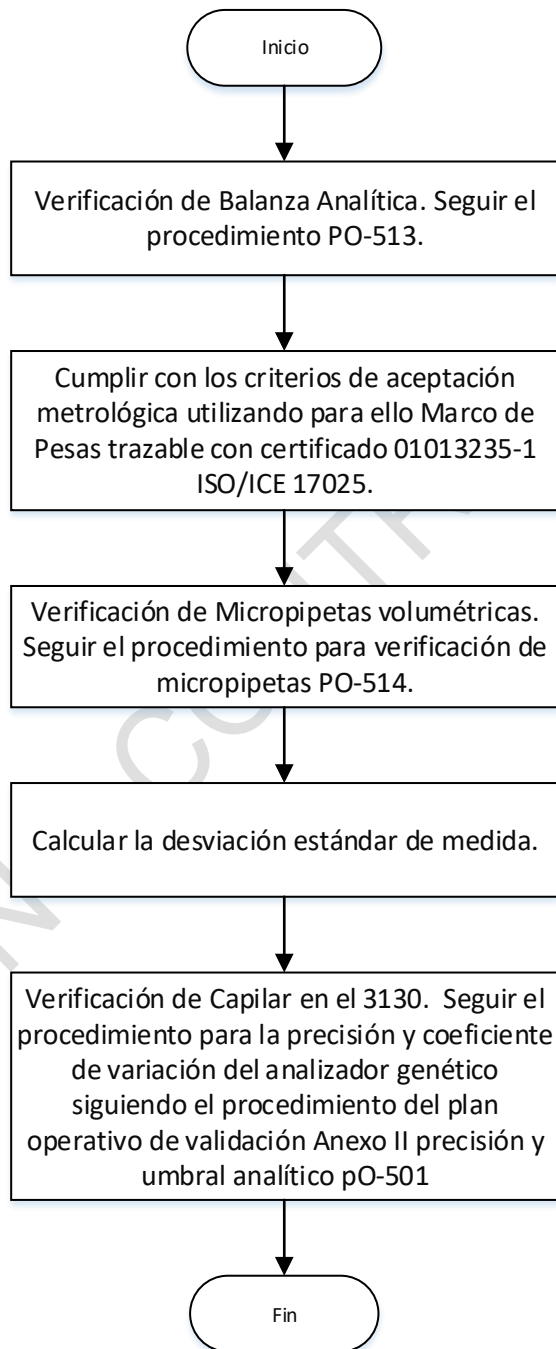 Inicio
Verificación de Balanza Analítica. Seguir el
procedimiento PO-513.
Cumplir con los criterios de aceptación
metrológica utilizando para ello Marco de
Pesas trazable con certificado 01013235-1
ISO/ICE 17025.
Verificación de Micropipetas volumétricas.
Seguir el procedimiento para verificación de
micropipetas PO-514.
Calcular la desviación estándar de medida.
Verificación de Capilar en el 3130. Seguir el
procedimiento para la precisión y coeficiente
de variación del analizador genético
siguiendo el procedimiento del plan
operativo de validación Anexo II precisión y
umbral analítico pO-501
Fin